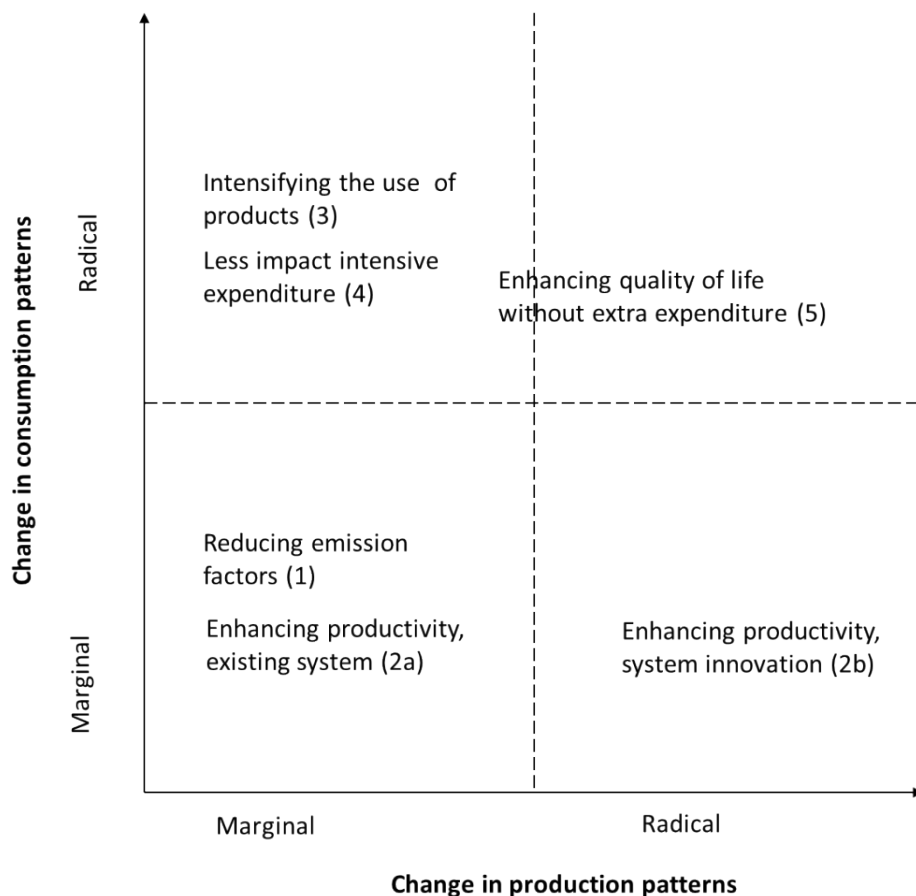 Change in consumption patterns
Radical
Marginal
Intensifying the use of
products (3)
Less impact intensive
expenditure (4)
Enhancing quality of life
without extra expenditure (5)
Reducing emission
factors (1)
Enhancing productivity,
existing system (2a)
Enhancing productivity,
system innovation (2b)
Marginal
Radical
Change in production patterns